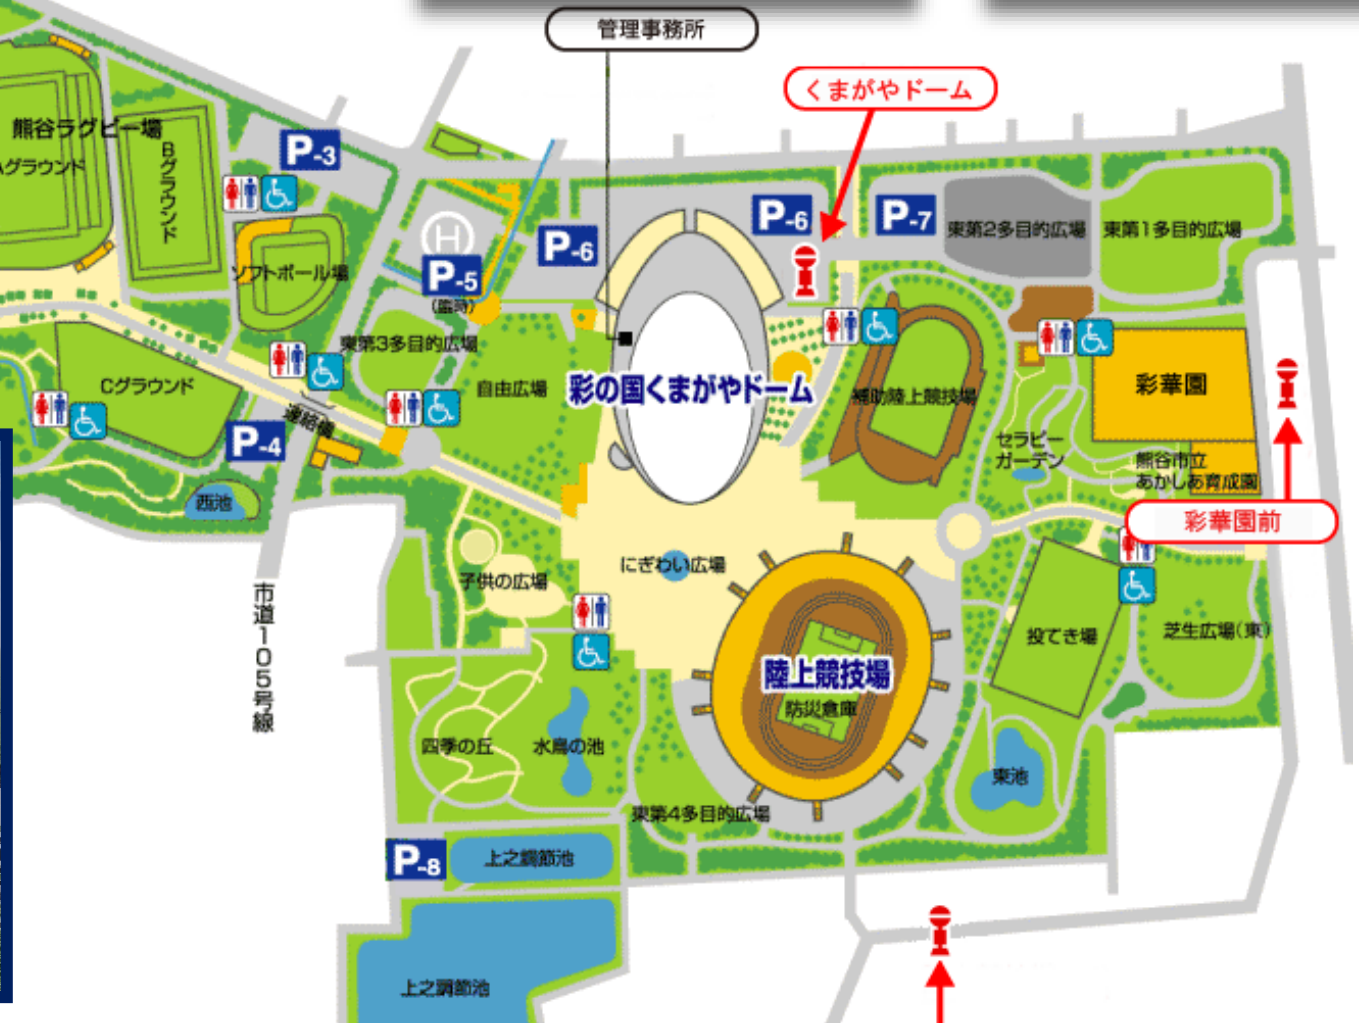 管理事務所
くまがやドーム
熊谷ラグビー場
Aグラウンド
Bグラウンド
P-3
ソフトボール場
H
P-5
(臨時)
P-6
P-6
P-7
東第2多目的広場
東第1多目的広場
東第3多目的広場
自由広場
彩の国くまがやドーム
補助陸上競技場
彩華園
セラピー
ガーデン
熊谷市立
あかしあ育成園
彩華園前
Cグラウンド
連絡橋
P-4
西池
市道105号線
子供の広場
にぎわい広場
陸上競技場
防災倉庫
投てき場
芝生広場(東)
四季の丘
水鳥の池
東池
東第4多目的広場
P-8
上之調節池
上之調節池